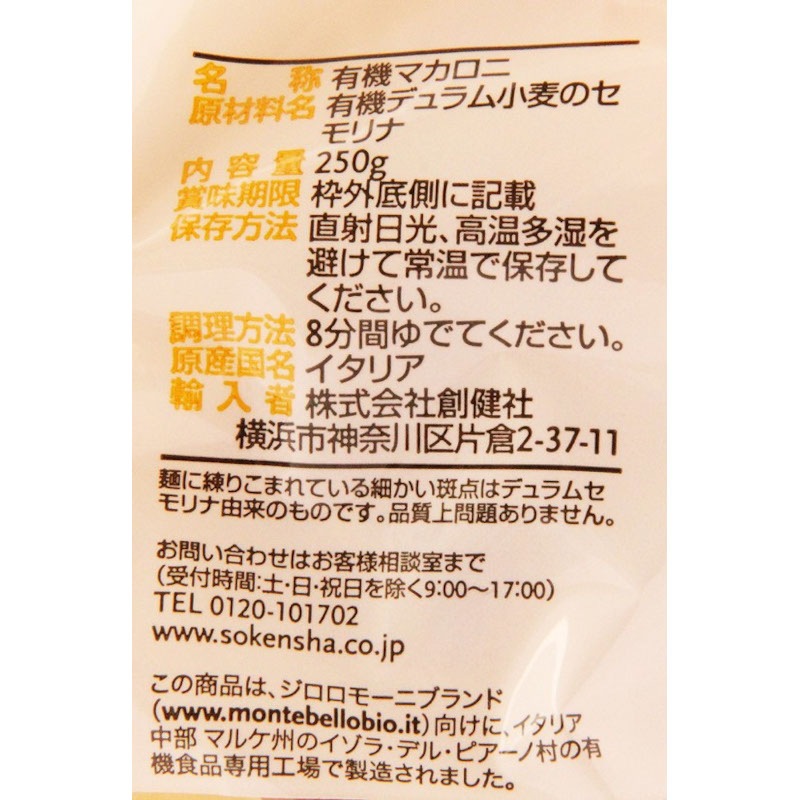 名称 有機マカロニ
原材料名 有機デュラム小麦のセ
モリナ
内容量 250g
賞味期限 枠外底側に記載
保存方法 直射日光、高温多湿を
避けて常温で保存して
ください。
調理方法 8分間ゆでてください。
原産国名 イタリア
輸入者 株式会社創健社
横浜市神奈川区片倉2-37-11
麺に練りこまれている細かい斑点はデュラムセ
モリナ由来のものです。品質上問題ありません。
お問い合わせはお客様相談室まで
(受付時間:土・日・祝日を除く9:00〜17:00)
TEL 0120-101702
www.sokensha.co.jp
この商品は、ジロロモーニブランド
(www.montebellobio.it)向けに、イタリア
中部 マルケ州のイゾラ・デル・ピアーノ村の有
機食品専用工場で製造されました。